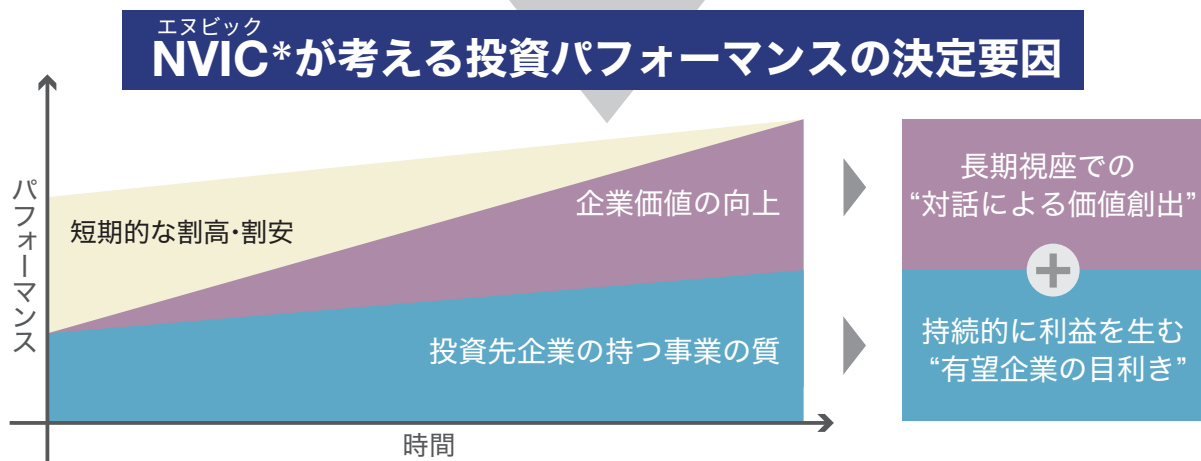 エヌビック
NVIC*が考える投資パフォーマンスの決定要因
パフォーマンス
短期的な割高・割安
企業価値の向上
投資先企業の持つ事業の質
時間
長期視座での
“対話による価値創出”
+
持続的に利益を生む
“有望企業の目利き”